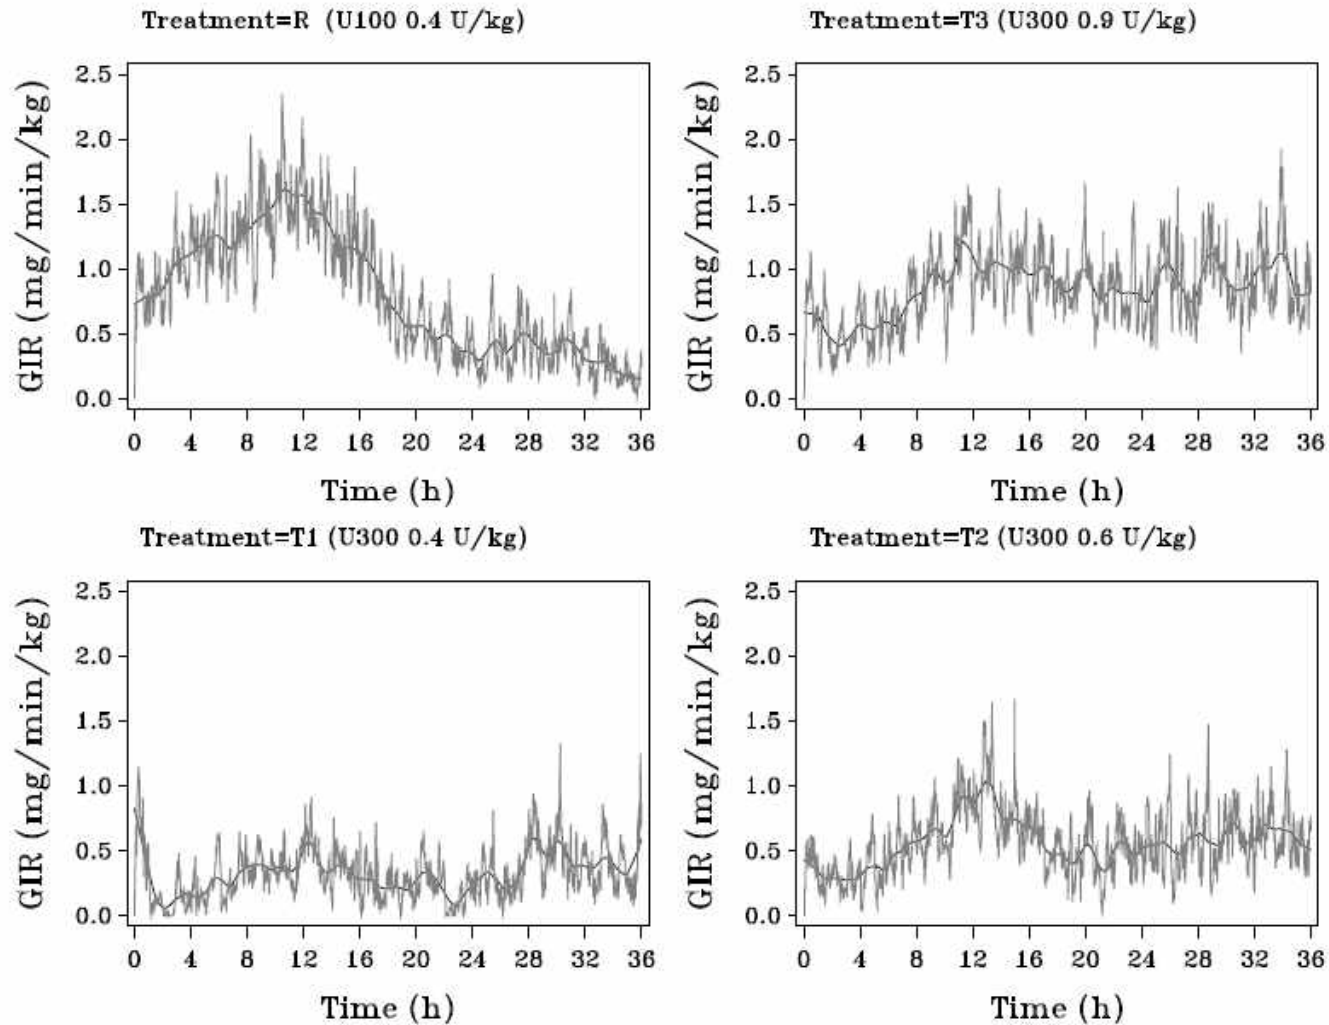 Treatment=R (U100 0.4 U/kg)
GIR (mg/min/kg)
2.5
2.0
1.5
1.0
0.5
0.0
0 4 8 12 16 20 24 28 32 36
Time (h)
Treatment=T3 (U300 0.9 U/kg)
GIR (mg/min/kg)
2.5
2.0
1.5
1.0
0.5
0.0
0 4 8 12 16 20 24 28 32 36
Time (h)
Treatment=T1 (U300 0.4 U/kg)
GIR (mg/min/kg)
2.5
2.0
1.5
1.0
0.5
0.0
0 4 8 12 16 20 24 28 32 36
Time (h)
Treatment=T2 (U300 0.6 U/kg)
GIR (mg/min/kg)
2.5
2.0
1.5
1.0
0.5
0.0
0 4 8 12 16 20 24 28 32 36
Time (h)